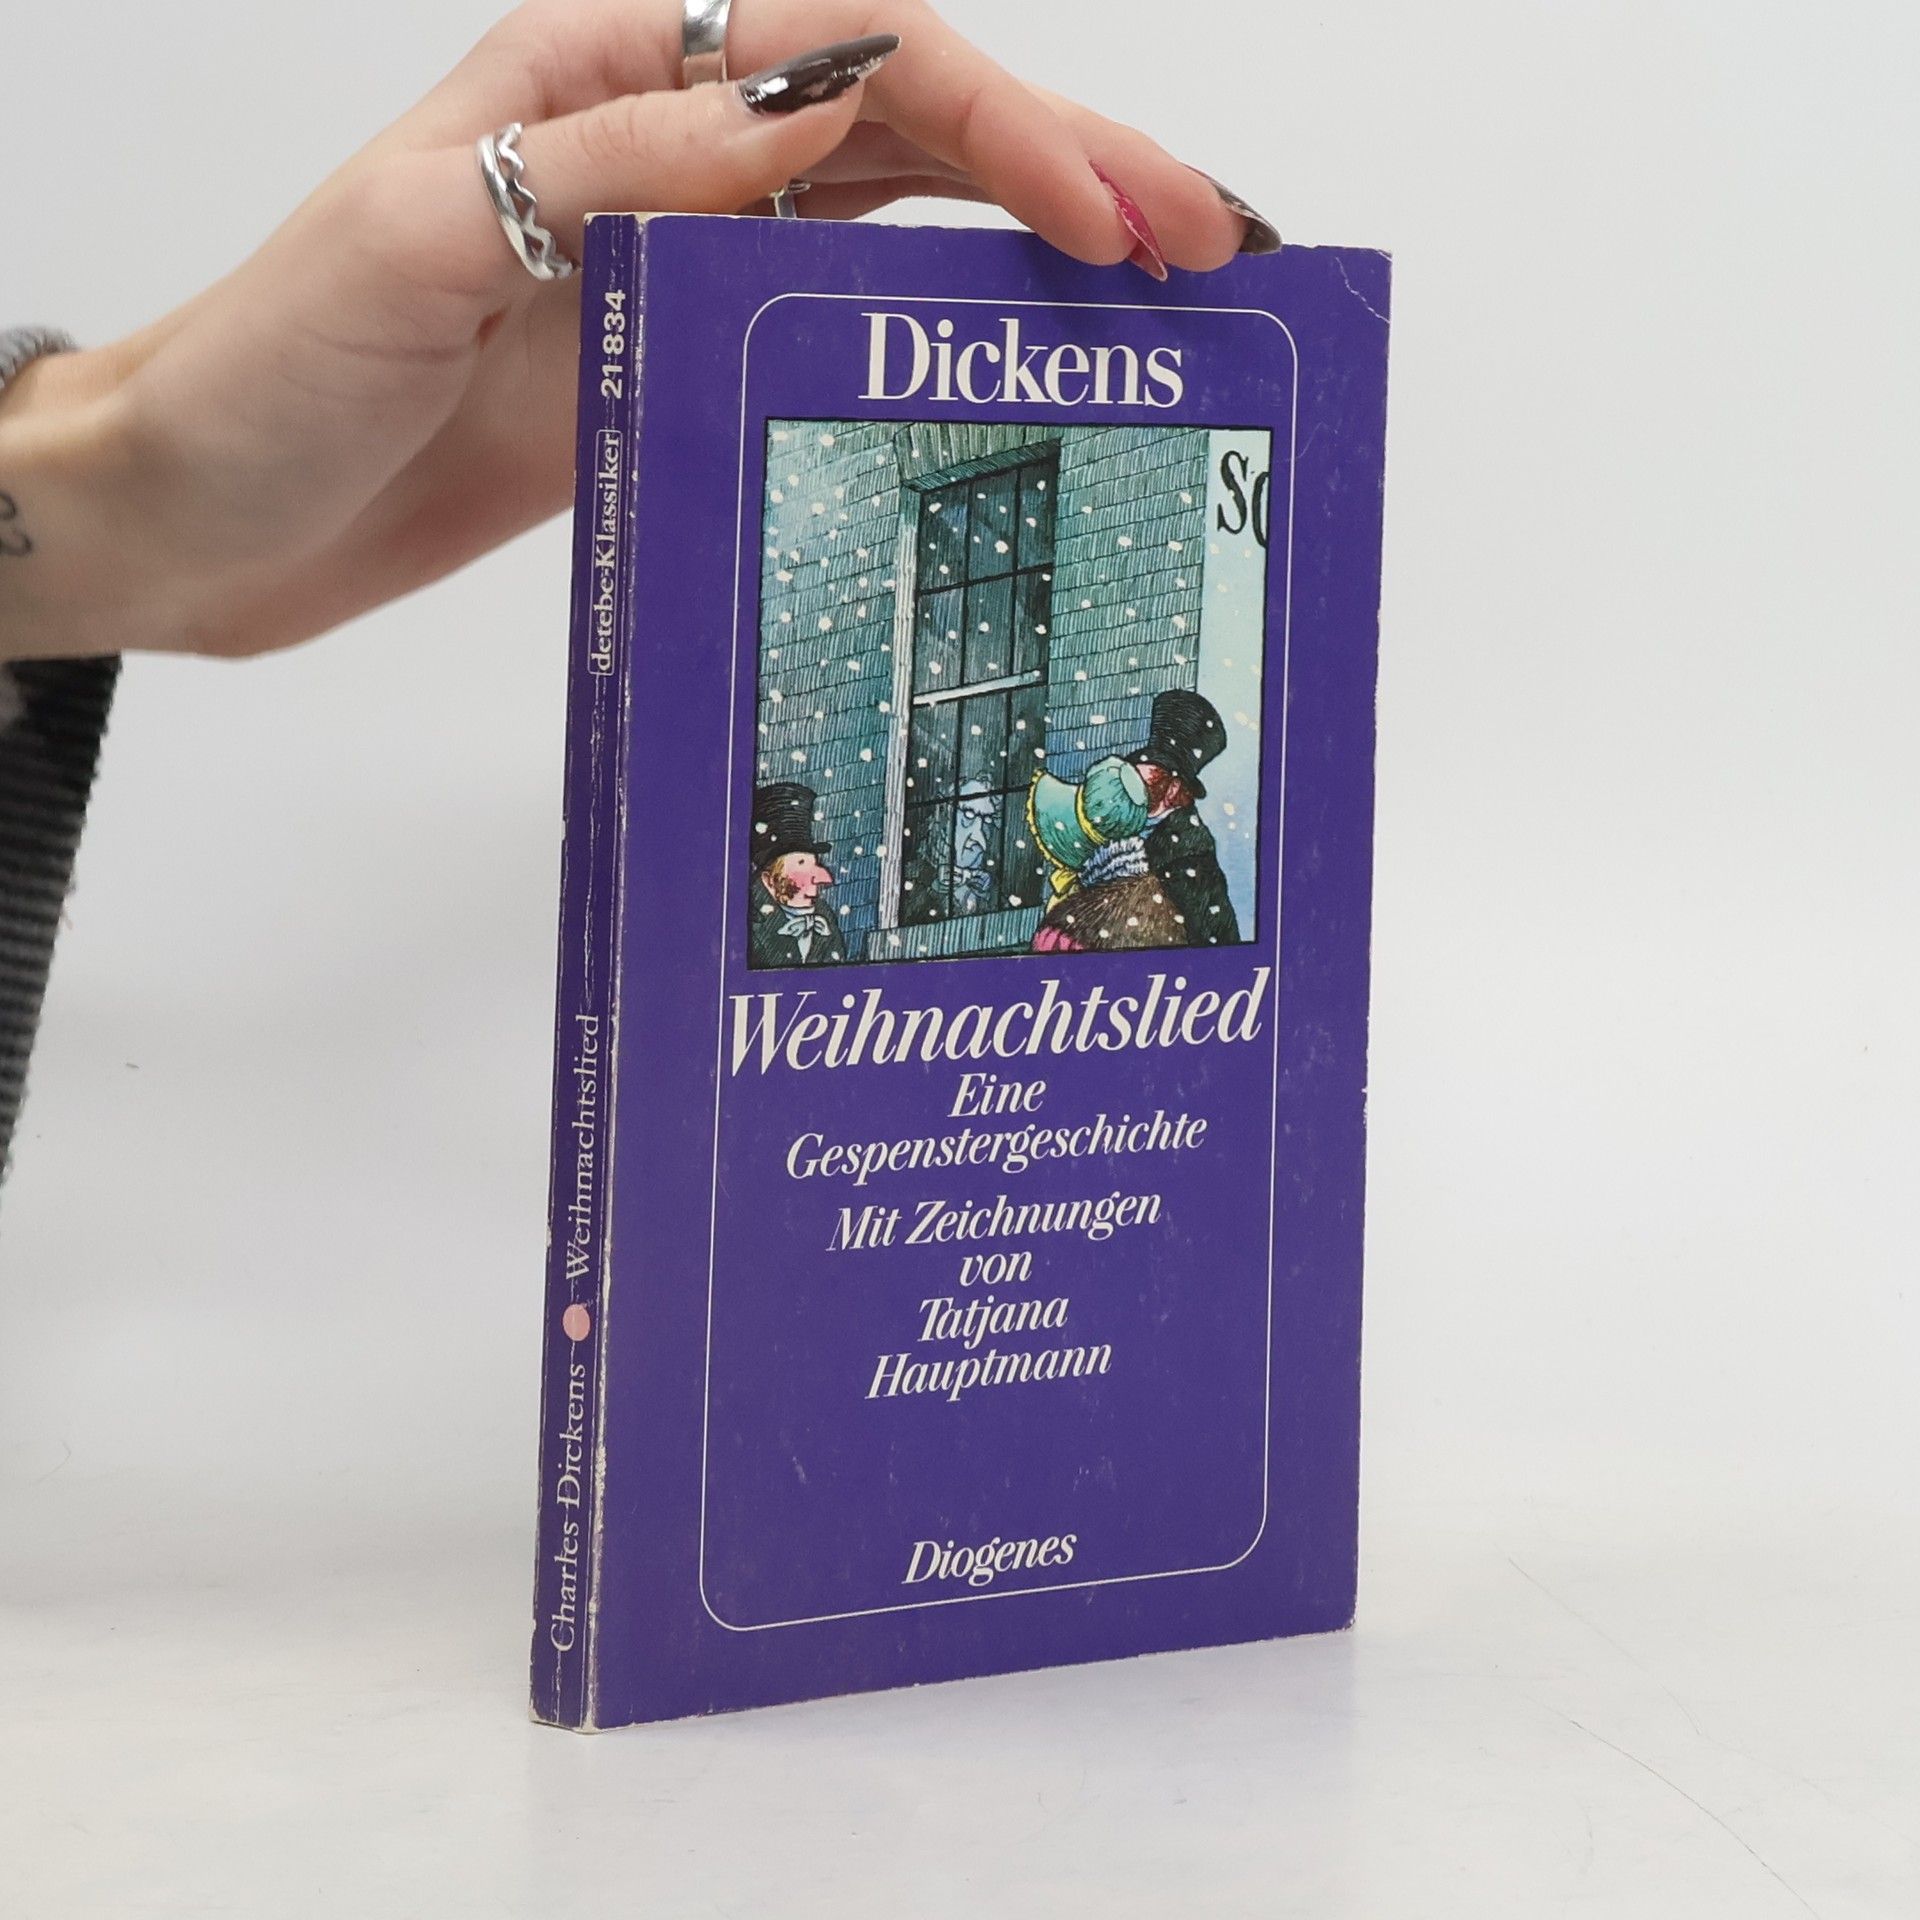 Dickens
SC
Weihnachtslied
Eine
Gespenstergeschichte
Mit Zeichnungen
von
Tatjana
Hauptmann
Diogenes
Charles Dickens • Weihnachtslied
detebe-Klassiker
21834